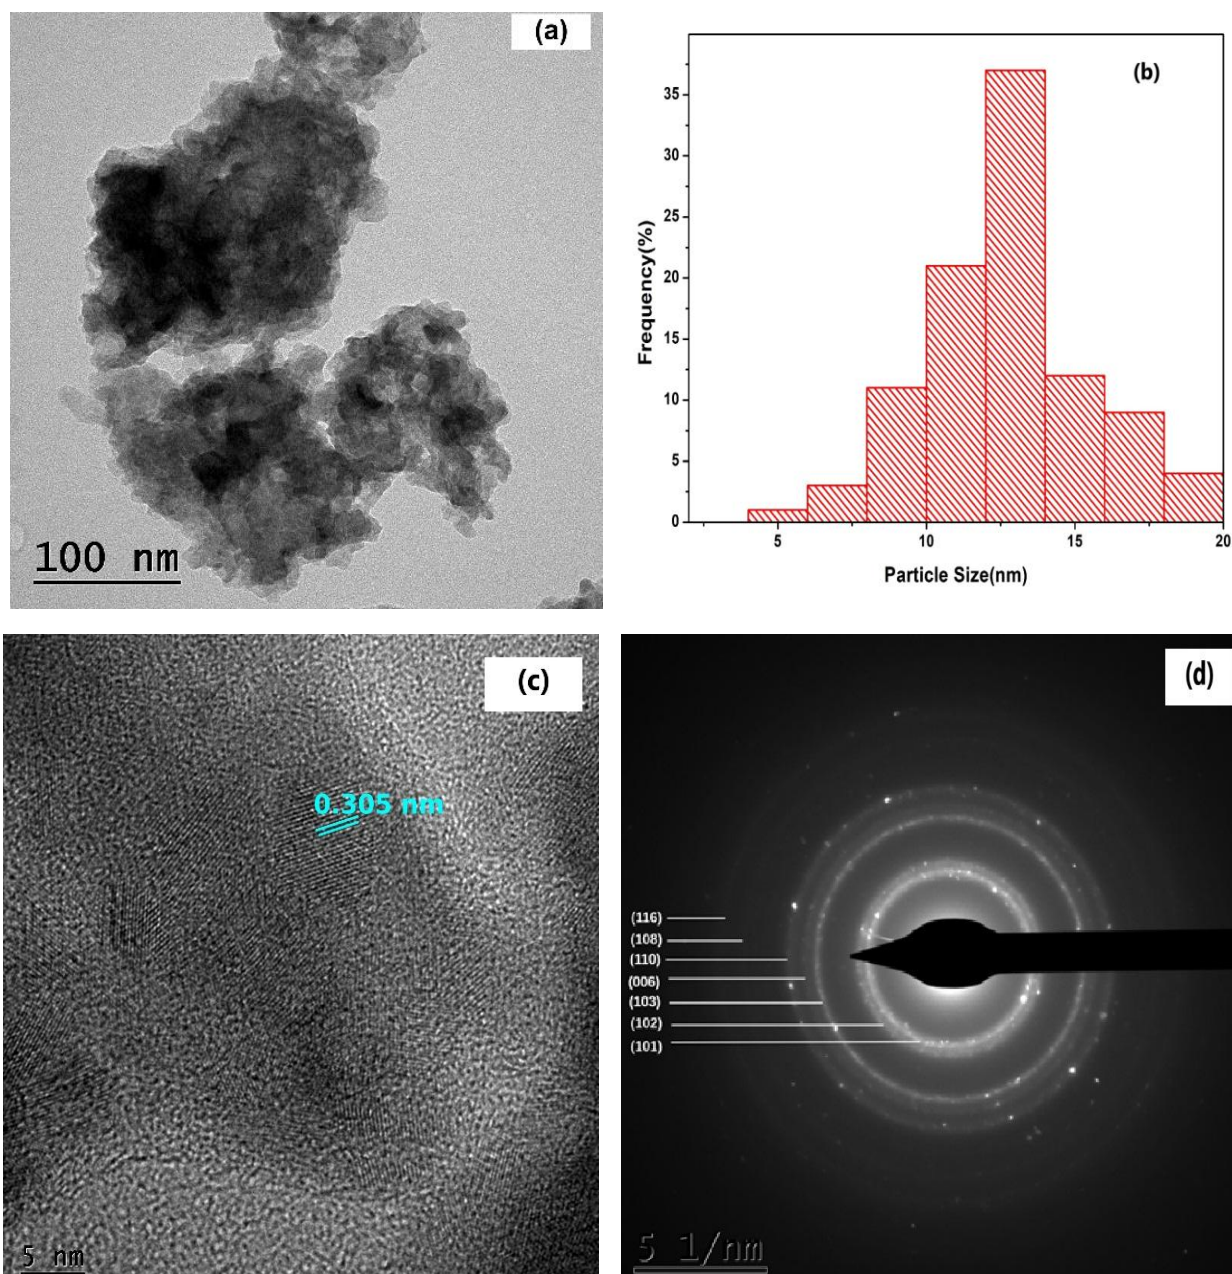 (a)
100 nm
(b)
Frequency(%)
35
30
25
20
15
10
5
0
5
10
15
20
Particle Size(nm)
(c)
0.305 nm
5 nm
(d)
(116)
(108)
(110)
(006)
(103)
(102)
(101)
5 1/nm